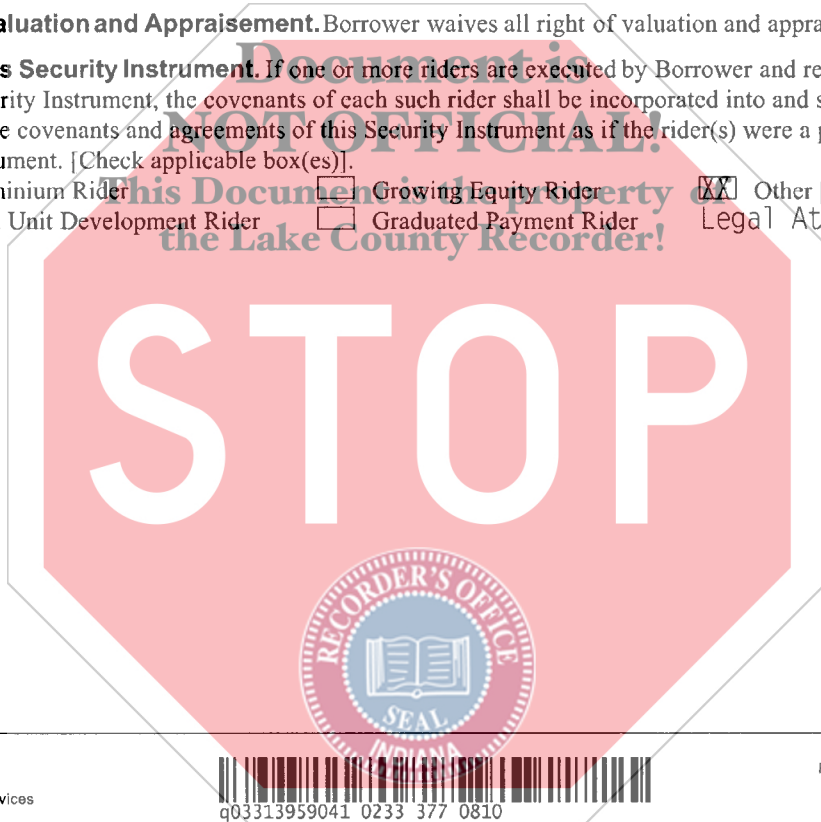 aluation and Appraisement. Borrower waives all right of valuation and appra
Document is
s Security Instrument. If one or more riders are executed by Borrower and re
rity Instrument, the covenants of each such rider shall be incorporated into and s
NOT OFFICIAL!
e covenants and agreements of this Security Instrument as if the rider(s) were a p
ument. [Check applicable box(es)].
This Document is the property of
inium Rider Growing Equity Rider XX Other
Unit Development Rider Graduated Payment Rider Legal At
the Lake County Recorder!
STOP
RECORDER'S OFFICE
SEAL
INDIANA
vices
q03313959041 0233 377 0810